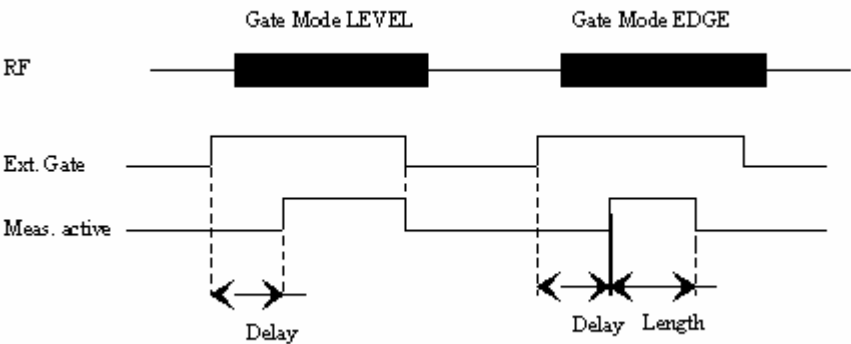 Gate Mode LEVEL
Gate Mode EDGE
RF
Ext. Gate
Meas. active
Delay
Delay
Length